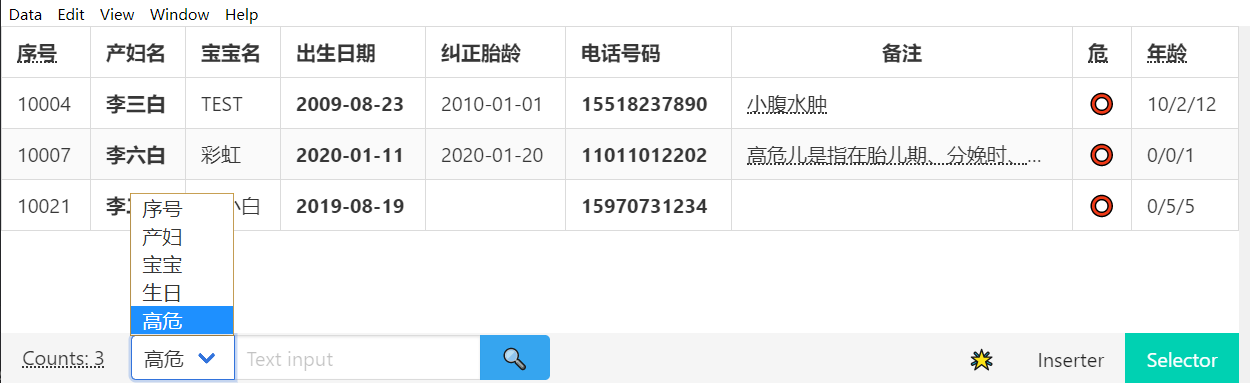 Data Edit View Window Help
序号 产妇名 宝宝名 出生日期 纠正胎龄 电话号码 备注 危 年龄
10004 李三白 TEST 2009-08-23 2010-01-01 15518237890 小腹水肿 10/2/12
10007 李六白 彩虹 2020-01-11 2020-01-20 11011012202 高危儿是指在胎儿期、分娩时、... 0/0/1
10021 李 小白 2019-08-19 15970731234 0/5/5
序号
产妇
宝宝
生日
高危
Counts: 3 高危 Text input Inserter Selector